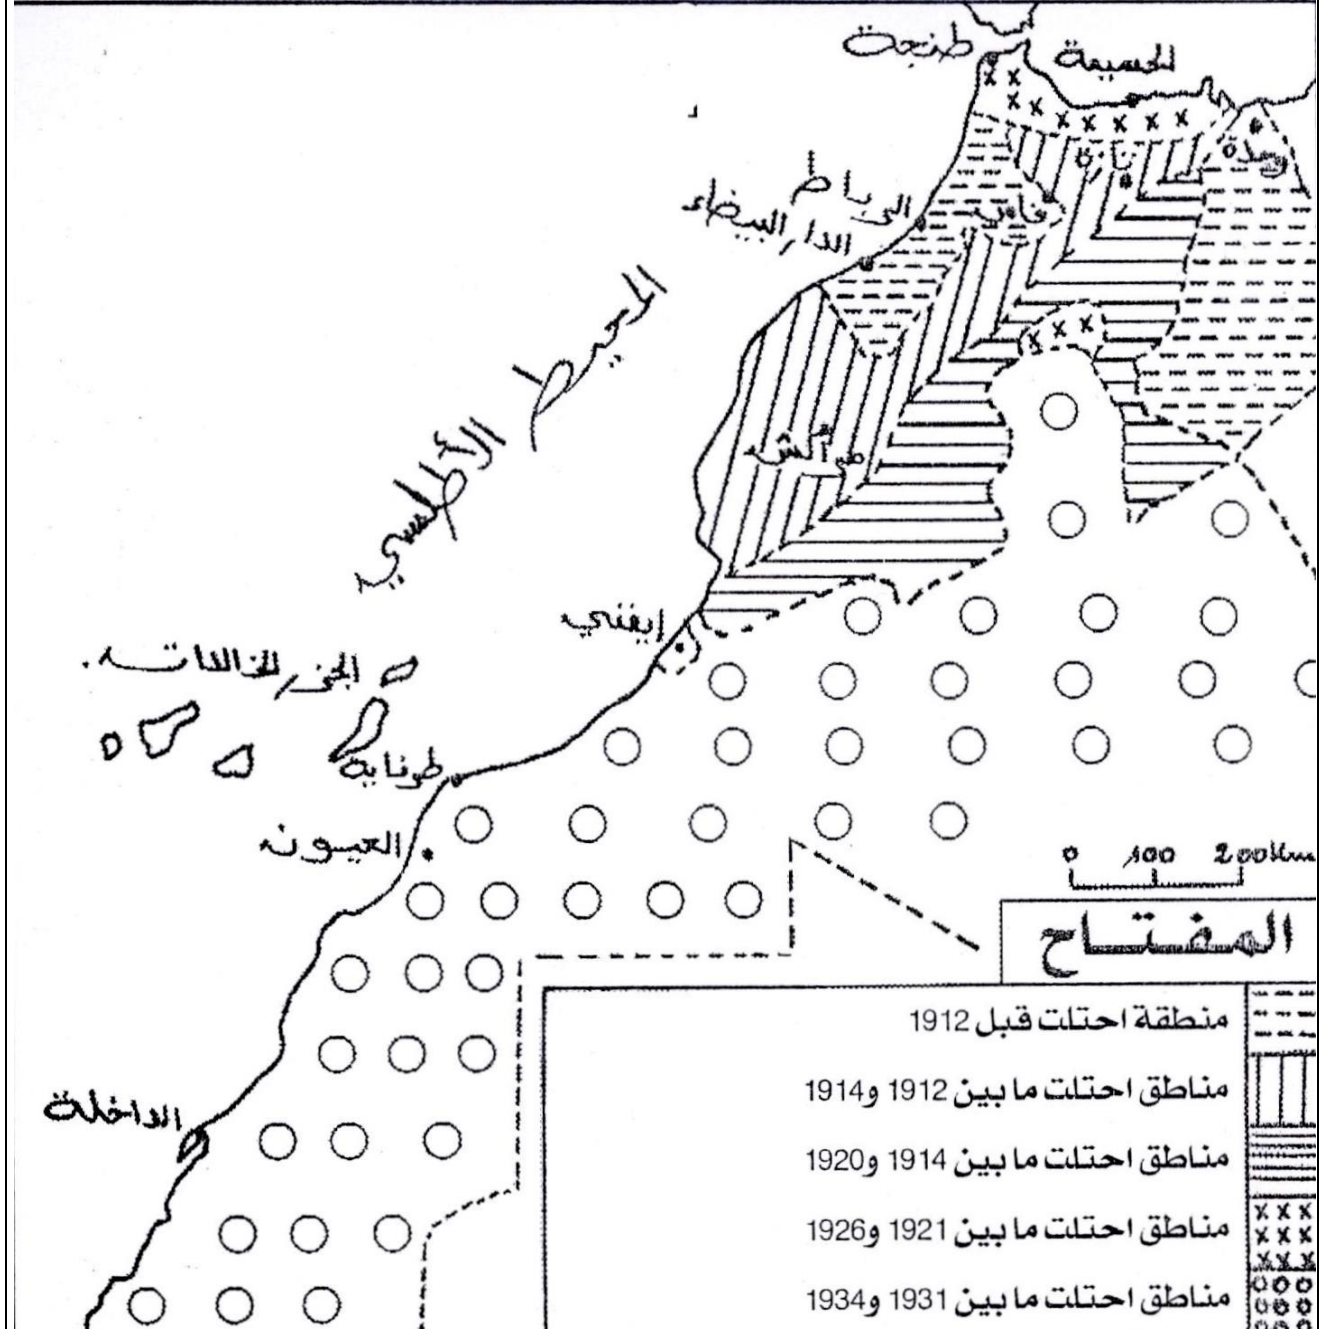 طنجة
الحسيمة
وجدة
تازة
الرباط
فاس
الدار البيضاء
المحيط الأطلسي
مراكش
إيفني
الجزر الخالدات
طرفاية
العيون
0 100 200Km
المفتاح
منطقة احتلت قبل 1912
مناطق احتلت ما بين 1912 و1914
الداخلة
مناطق احتلت ما بين 1914 و1920
مناطق احتلت ما بين 1921 و1926
مناطق احتلت ما بين 1931 و1934